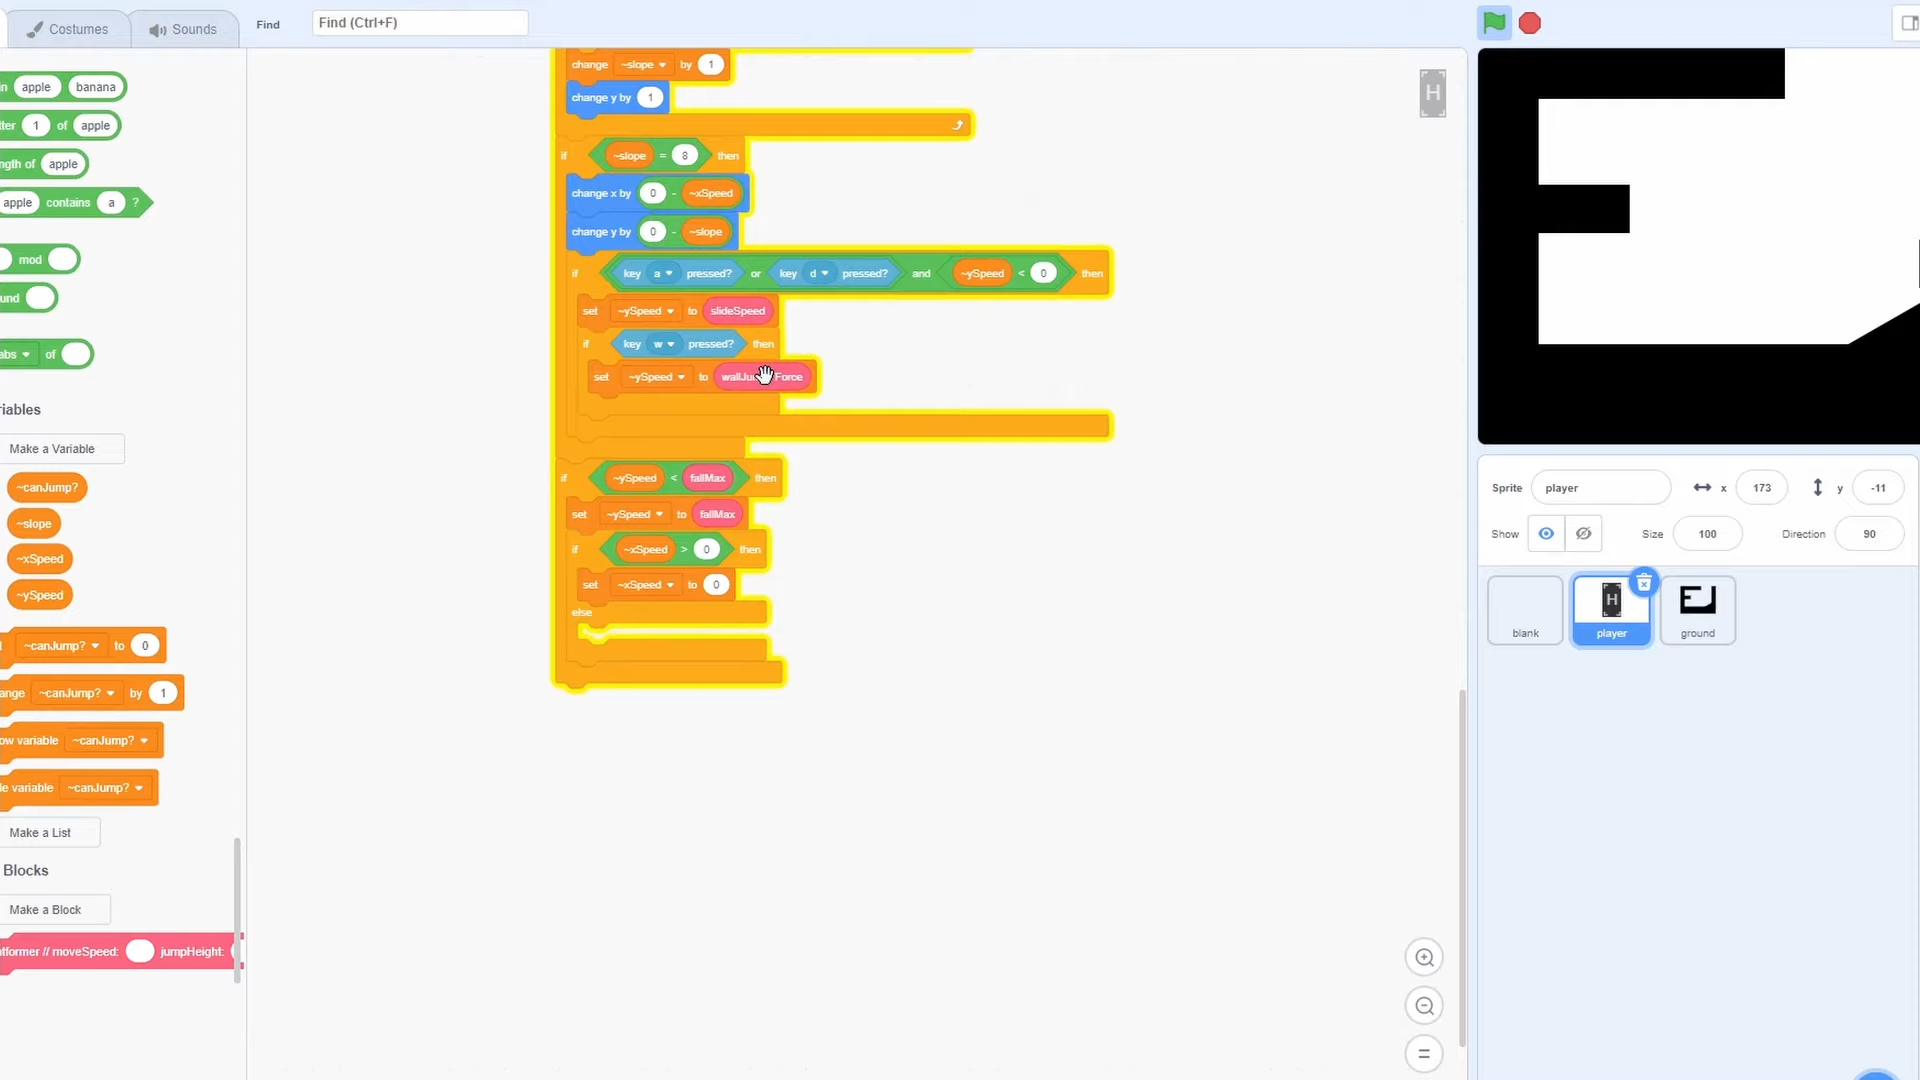 Costumes
Sounds
Find
Find (Ctrl+F)
apple banana
1 of apple
of apple
apple contains a ?
mod
of
Make a Variable
~canJump?
~slope
~xSpeed
~ySpeed
~canJump? to 0
~canJump? by 1
variable ~canJump?
variable ~canJump?
Make a List
Blocks
Make a Block
// moveSpeed: jumpHeight:
change ~slope by 1
change y by 1
if ~slope = 8 then
change x by 0 - ~xSpeed
change y by 0 - ~slope
if key a pressed? or key d pressed? and ~ySpeed < 0 then
set ~ySpeed to slideSpeed
if key w pressed? then
set ~ySpeed to
if ~ySpeed < fallMax then
set ~ySpeed to fallMax
if ~xSpeed > 0 then
set ~xSpeed to 0
else
H
Sprite player x 173 y -11
Show Size 100 Direction 90
H
blank player ground